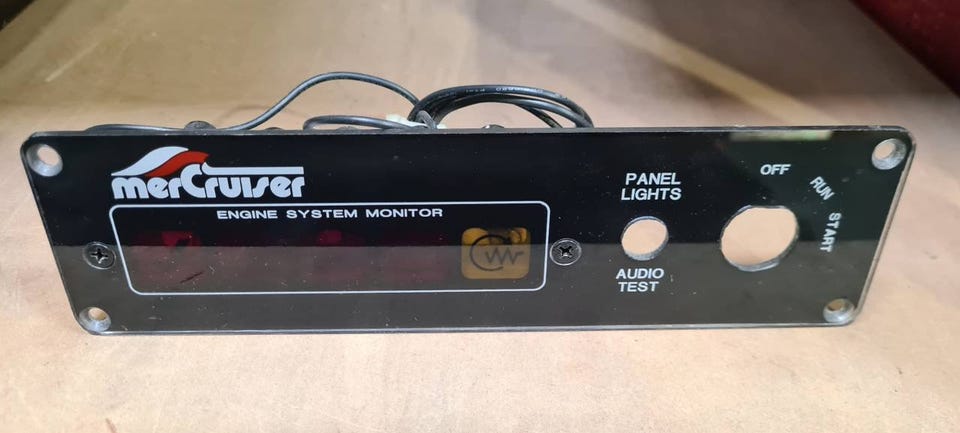 merCruiser
ENGINE SYSTEM MONITOR
PANEL
LIGHTS
AUDIO
TEST
OFF
RUN
START